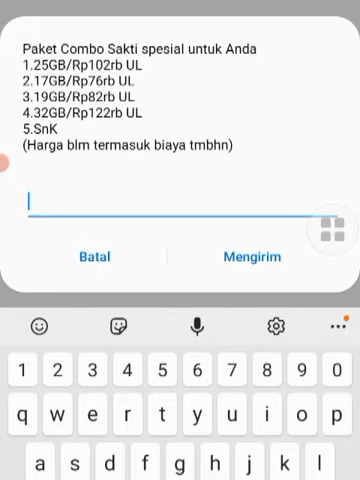 Paket Combo Sakti spesial untuk Anda
1.25GB/Rp102rb UL
2.17GB/Rp76rb UL
3.19GB/Rp82rb UL
4.32GB/Rp122rb UL
5.SnK
(Harga blm termasuk biaya tmbhn)
Batal Mengirim
1 2 3 4 5 6 7 8 9 0
q w e r t y u i o p
a s d f g h j k l